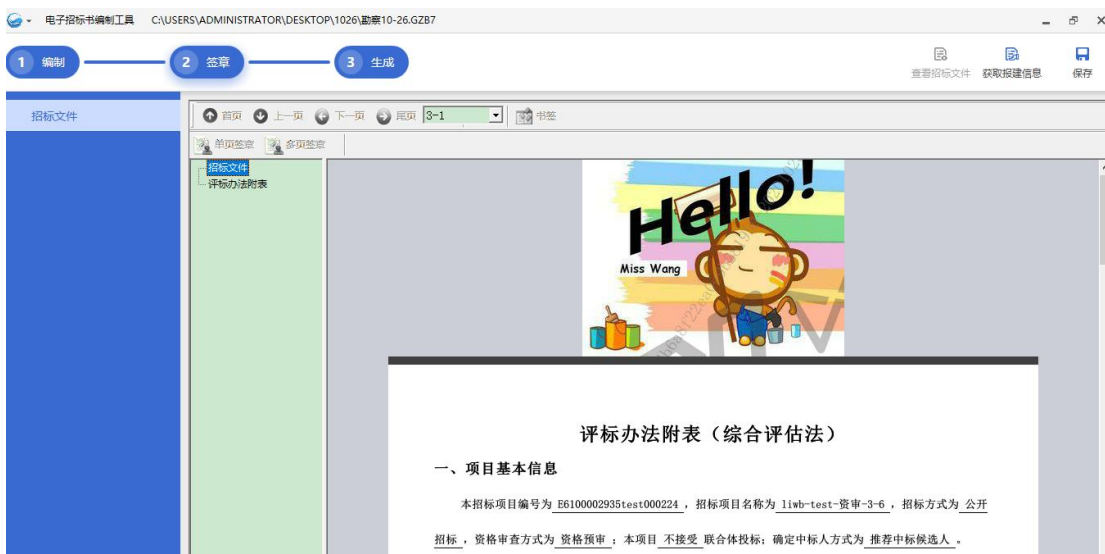 电子招标书编制工具 C:\USERS\ADMINISTRATOR\DESKTOP\1026\勘察10-26.GZB7
1 编制
2 签章
3 生成
查看招标文件 获取报建信息 保存
招标文件
首页 上一页 下一页 尾页 3-1 书签
单页签章 多页签章
招标文件
评标办法附表
Hello!
Miss Wang
评标办法附表（综合评估法）
一、项目基本信息
本招标项目编号为 E6100002935test000224 ，招标项目名称为 liwb-test-资审-3-6 ，招标方式为 公开
招标 ，资格审查方式为 资格预审 ；本项目 不接受 联合体投标；确定中标人方式为 推荐中标候选人 。